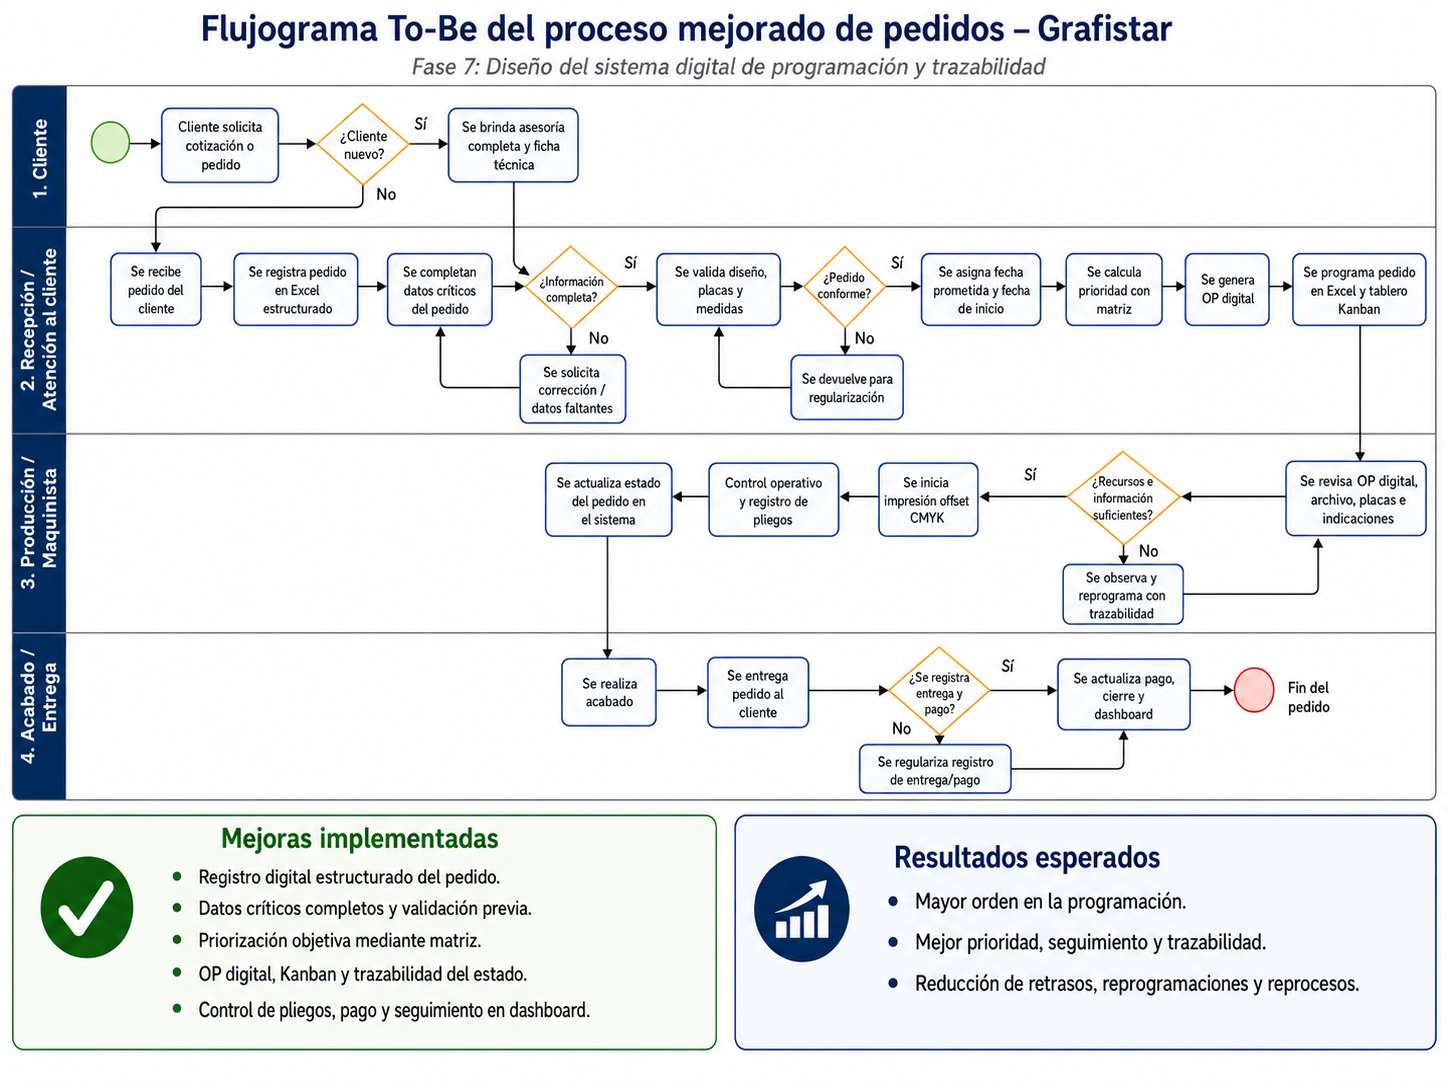 Flujograma To-Be del proceso mejorado de pedidos – Grafistar
Fase 7: Diseño del sistema digital de programación y trazabilidad
1. Cliente
Cliente solicita
cotización o
pedido
¿Cliente
nuevo?
Sí
No
Se brinda asesoría
completa y ficha
técnica
2. Recepción /
Atención al cliente
Se recibe
pedido del
cliente
Se registra pedido
en Excel
estructurado
Se completan
datos críticos
del pedido
¿Información
completa?
Sí
No
Se solicita
corrección /
datos faltantes
Se valida diseño,
placas y
medidas
¿Pedido
conforme?
Sí
No
Se devuelve para
regularización
Se asigna fecha
prometida y fecha
de inicio
Se calcula
prioridad con
matriz
Se genera
OP digital
Se programa pedido
en Excel y tablero
Kanban
3. Producción /
Maquinista
Se revisa OP digital,
archivo, placas e
indicaciones
¿Recursos e
información
suficientes?
Sí
No
Se observa y
reprograma con
trazabilidad
Se inicia
impresión offset
CMYK
Control operativo
y registro de
pliegos
Se actualiza estado
del pedido en
el sistema
4. Acabado /
Entrega
Se realiza
acabado
Se entrega
pedido al
cliente
¿Se registra
entrega y
pago?
Sí
No
Se regulariza registro
de entrega/pago
Se actualiza pago,
cierre y
dashboard
Fin del
pedido
Mejoras implementadas
• Registro digital estructurado del pedido.
• Datos críticos completos y validación previa.
• Priorización objetiva mediante matriz.
• OP digital, Kanban y trazabilidad del estado.
• Control de pliegos, pago y seguimiento en dashboard.
Resultados esperados
• Mayor orden en la programación.
• Mejor prioridad, seguimiento y trazabilidad.
• Reducción de retrasos, reprogramaciones y reprocesos.